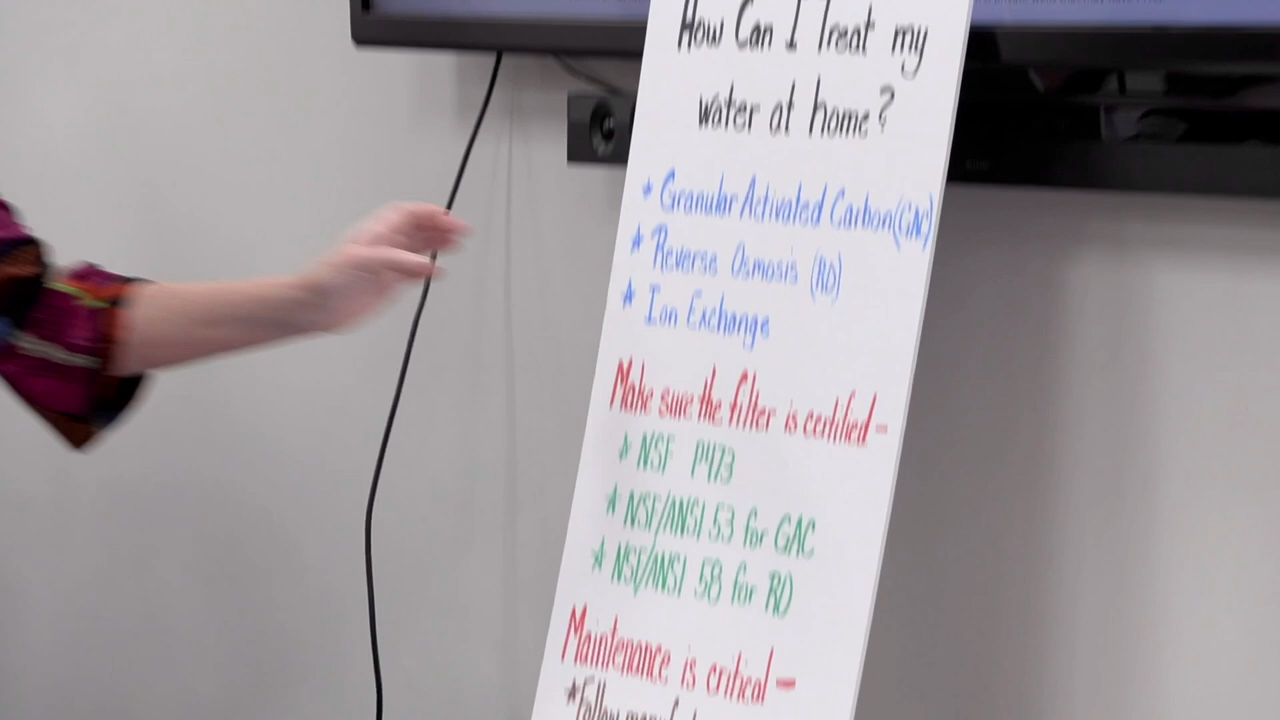 How Can I Treat my
water at home?
* Granular Activated Carbon (GAC)
* Reverse Osmosis (RO)
* Ion Exchange
Make sure the filter is certified-
* NSF P473
* NSF/ANSI 53 for GAC
* NSF/ANSI 58 for RO
Maintenance is critical-
*Follow